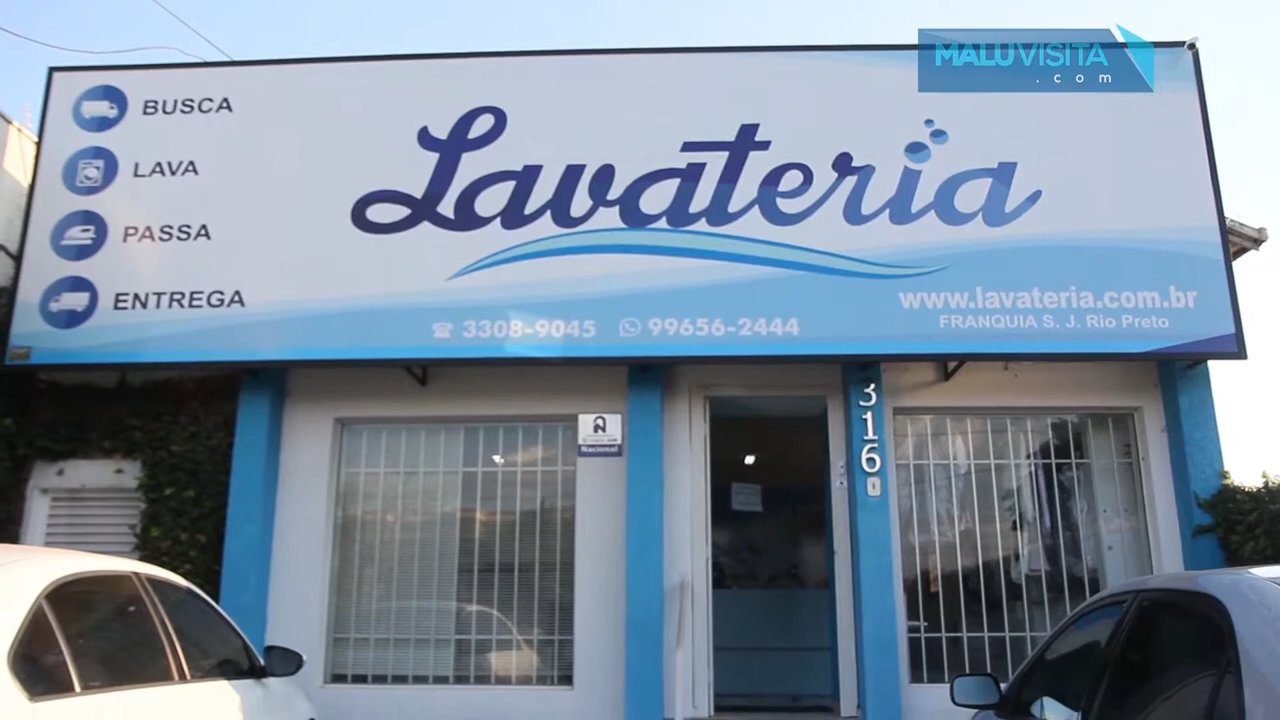 MALUVISITA
.com
BUSCA
LAVA
PASSA
ENTREGA
Lavateria
3308-9045 99656-2444
www.lavateria.com.br
FRANQUIA S. J. Rio Preto
316
Nacional